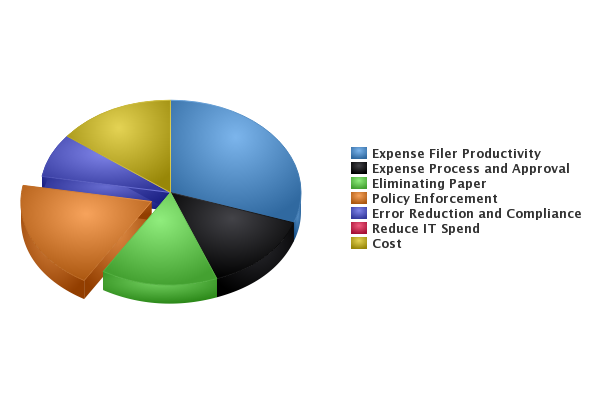 Expense Filer Productivity
Expense Process and Approval
Eliminating Paper
Policy Enforcement
Error Reduction and Compliance
Reduce IT Spend
Cost